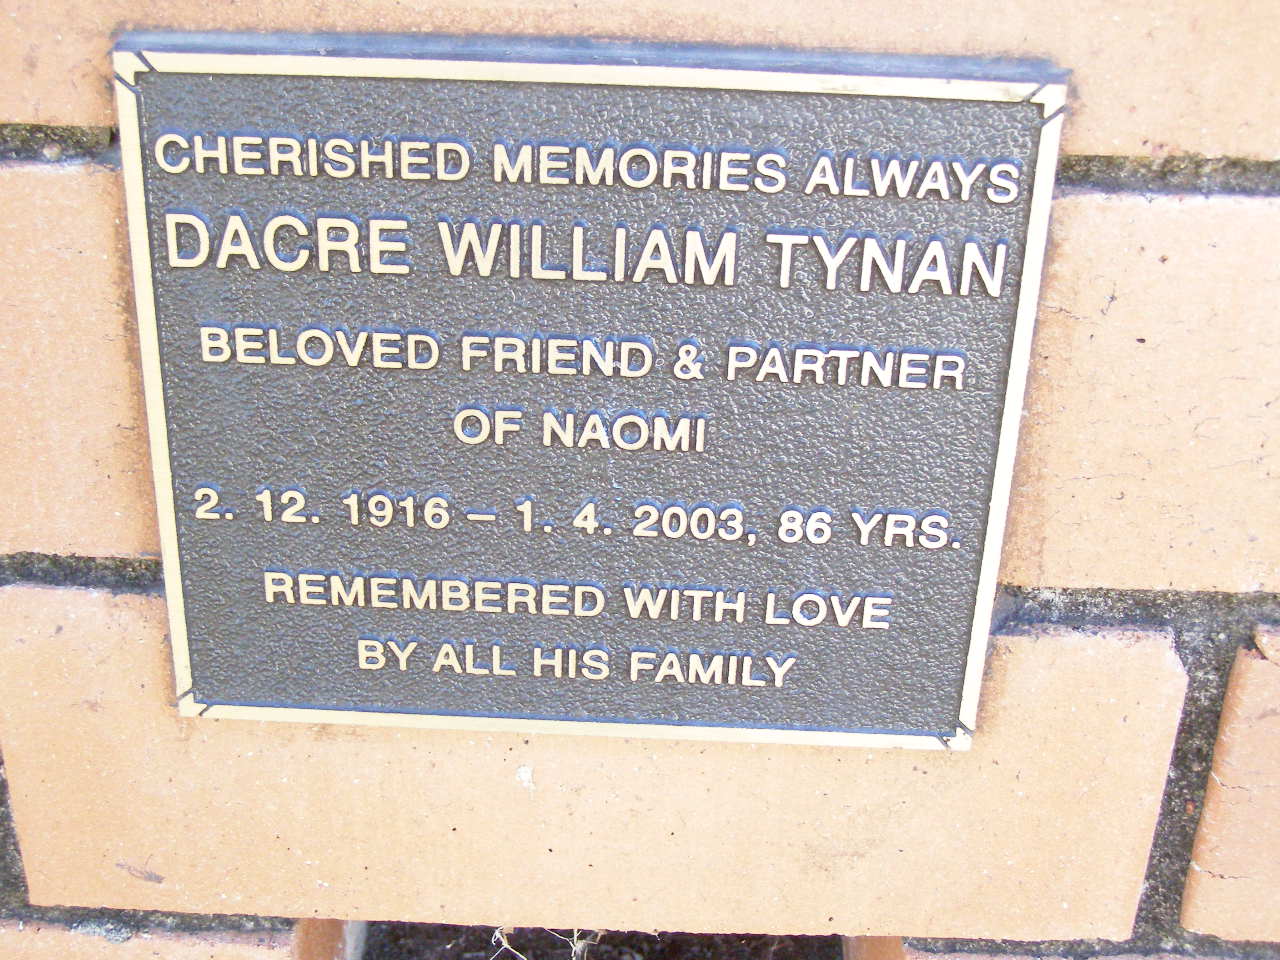 CHERISHED MEMORIES ALWAYS
DACRE WILLIAM TYNAN
BELOVED FRIEND & PARTNER
OF NAOMI
2. 12. 1916 – 1. 4. 2003, 86 YRS.
REMEMBERED WITH LOVE
BY ALL HIS FAMILY